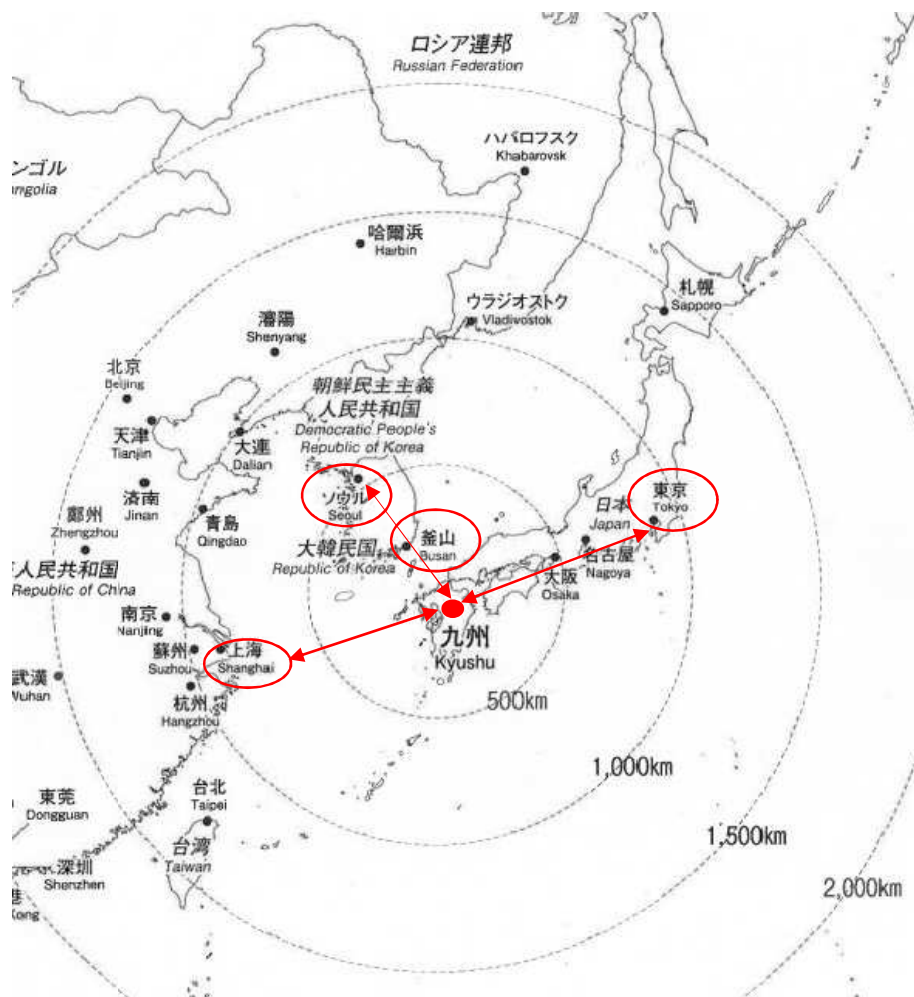 ロシア連邦
Russian Federation
ハバロフスク
Khabarovsk
ンゴル
ngolia
哈爾浜
Harbin
札幌
Sapporo
ウラジオストク
Vladivostok
瀋陽
Shenyang
北京
Beijing
朝鮮民主主義
人民共和国
Democratic People's
Republic of Korea
天津
Tianjin
大連
Dalian
ソウル
Seoul
東京
Tokyo
済南
Jinan
日本
Japan
鄭州
Zhengzhou
青島
Qingdao
釜山
Busan
大韓民国
Republic of Korea
名古屋
Nagoya
大阪
Osaka
人民共和国
Republic of China
南京
Nanjing
九州
Kyushu
蘇州
Suzhou
上海
Shanghai
武漢
Wuhan
杭州
Hangzhou
500km
1,000km
台北
Taipei
東莞
Dongguan
1,500km
台湾
Taiwan
深圳
Shenzhen
2,000km
港
Kong